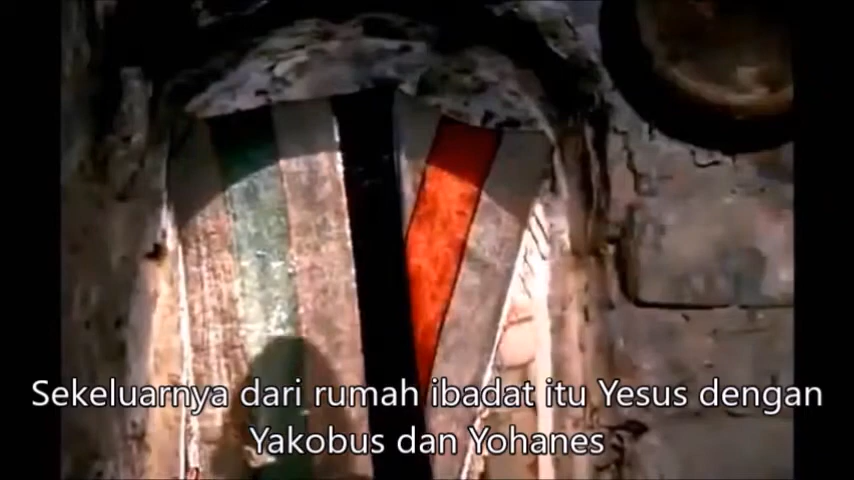 Sekeluarnya dari rumah ibadat itu Yesus dengan
Yakobus dan Yohanes